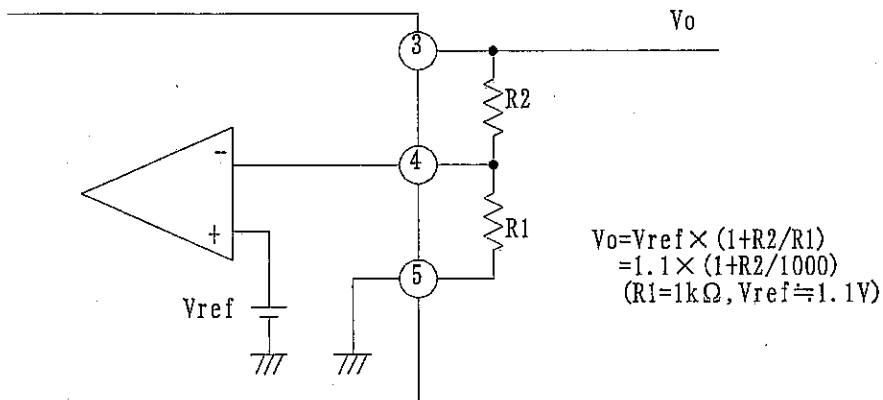 3
Vo
R2
-
4
R1
+
5
Vref
Vo=Vref×(1+R2/R1)
=1.1×(1+R2/1000)
(R1=1kΩ,Vref≒1.1V)